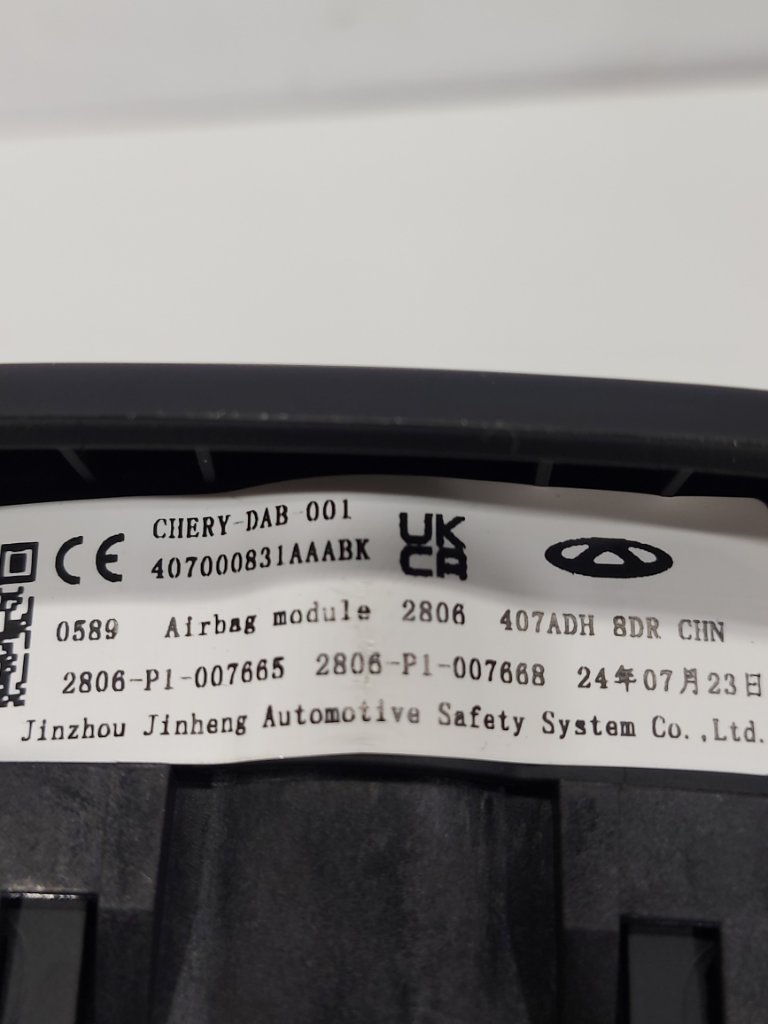 CHERY-DAB-001
CE 407000831AAABK UK CA
0589 Airbag module 2806 407ADH 8DR CHN
2806-P1-007665 2806-P1-007668 24年07月23日
Jinzhou Jinheng Automotive Safety System Co.,Ltd.